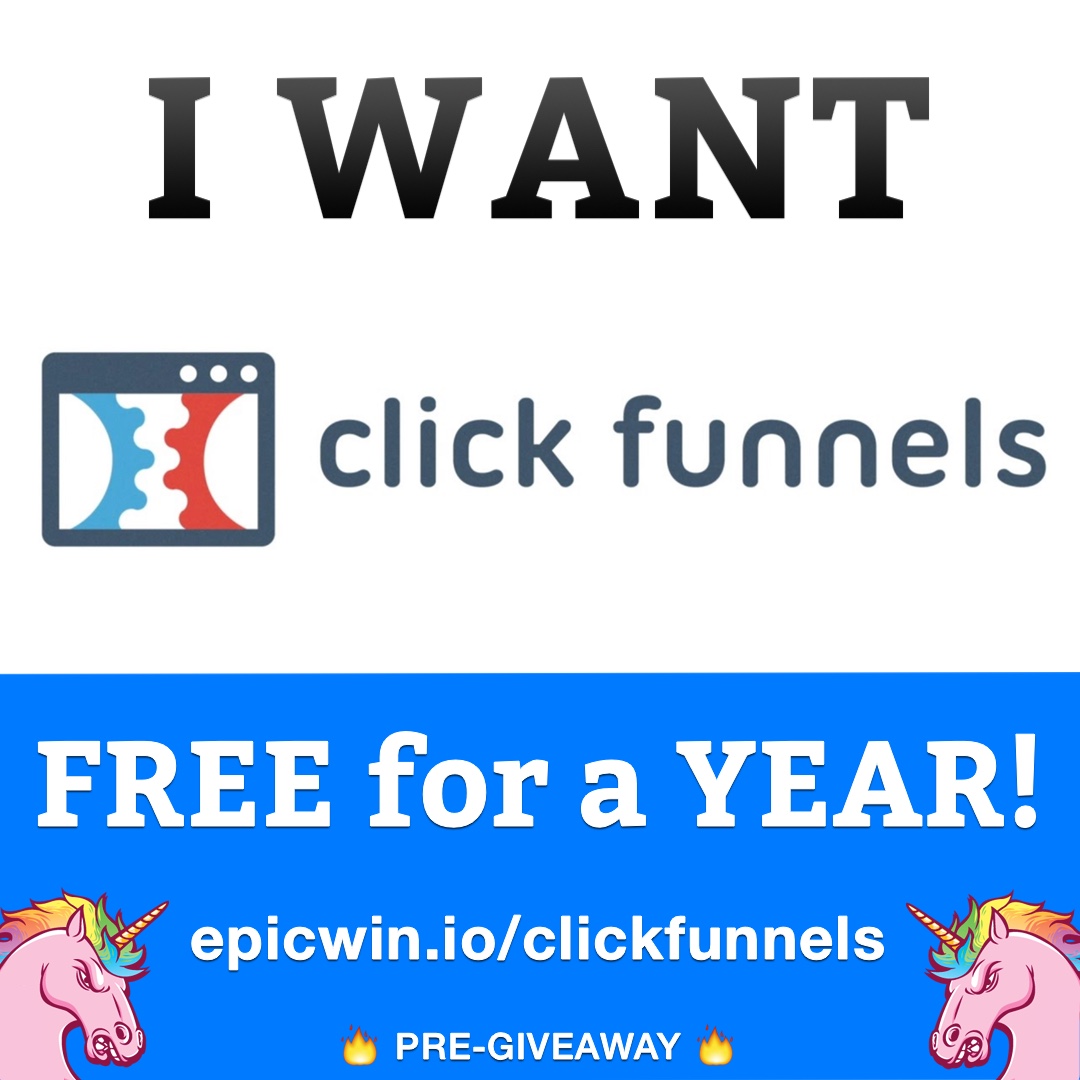 I WANT
click funnels
FREE for a YEAR!
epicwin.io/clickfunnels
🔥 PRE-GIVEAWAY 🔥